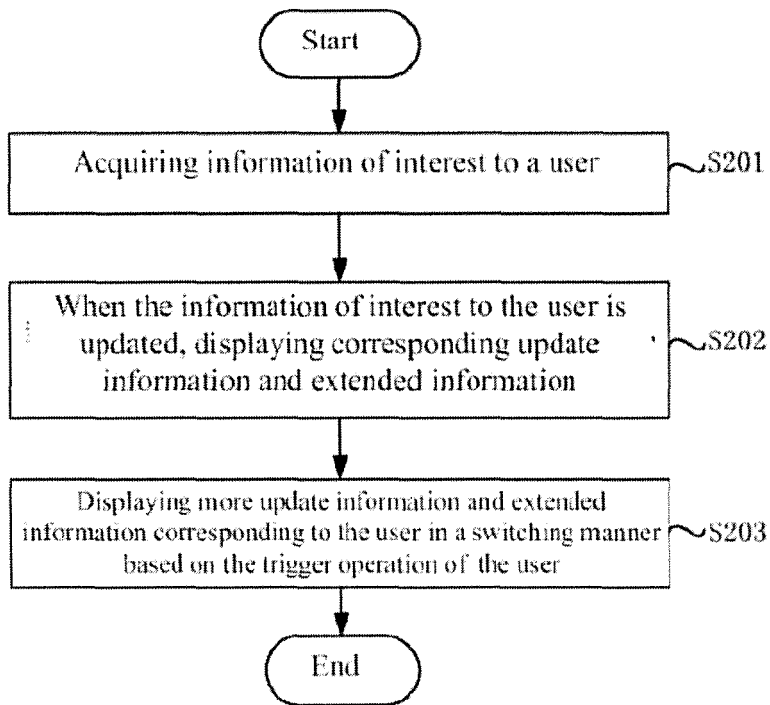 Start
Acquiring information of interest to a user
S201
When the information of interest to the user is
updated, displaying corresponding update
information and extended information
S202
Displaying more update information and extended
information corresponding to the user in a switching manner
based on the trigger operation of the user
S203
End